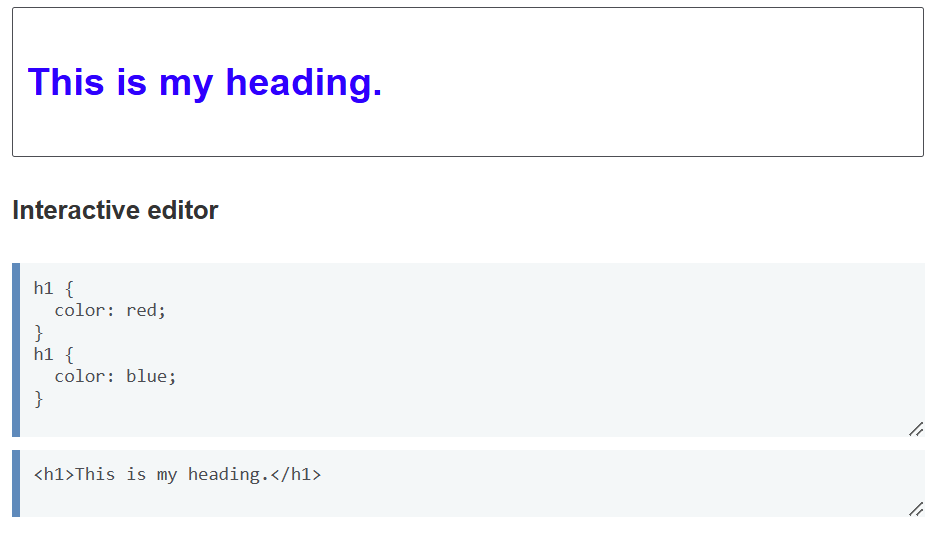 This is my heading.
Interactive editor
h1 {
  color: red;
}
h1 {
  color: blue;
}
<h1>This is my heading.</h1>